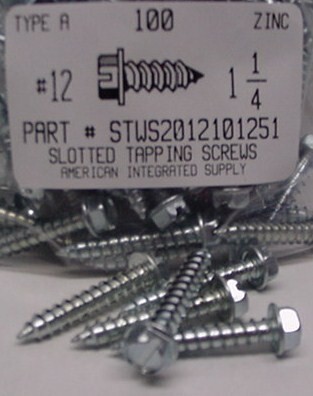 TYPE A 100 ZINC
#12 1 1/4
PART # STWS2012101251
SLOTTED TAPPING SCREWS
AMERICAN INTEGRATED SUPPLY